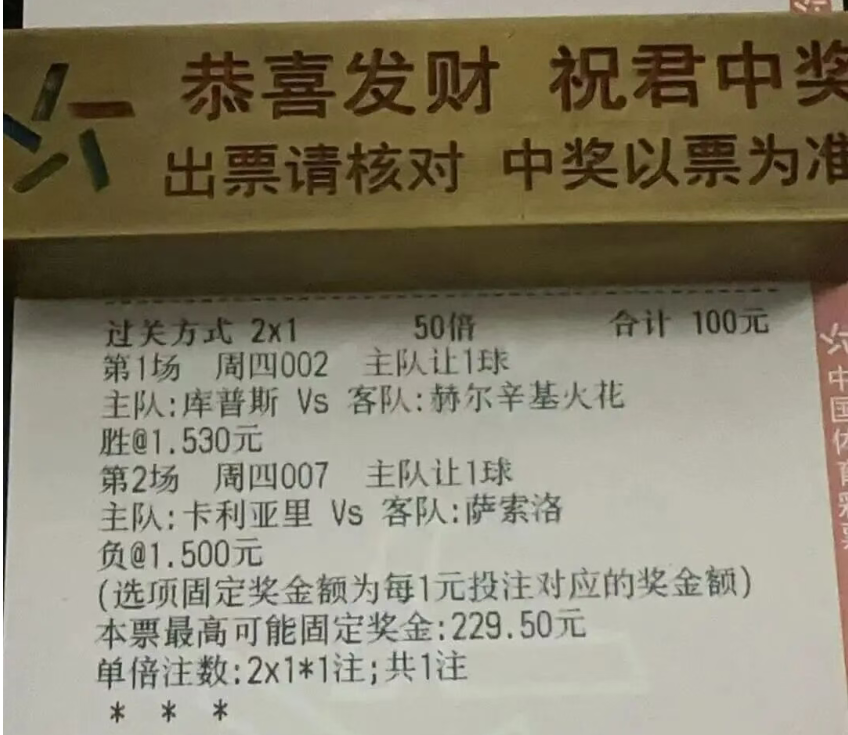 恭喜发财 祝君中奖
出票请核对 中奖以票为准
过关方式 2x1 50倍 合计 100元
第1场 周四002 主队让1球
主队:库普斯 Vs 客队:赫尔辛基火花
胜@1.530元
第2场 周四007 主队让1球
主队:卡利亚里 Vs 客队:萨索洛
负@1.500元
(选项固定奖金额为每1元投注对应的奖金额)
本票最高可能固定奖金:229.50元
单倍注数:2x1*1注;共1注
* * *
中国体育彩票